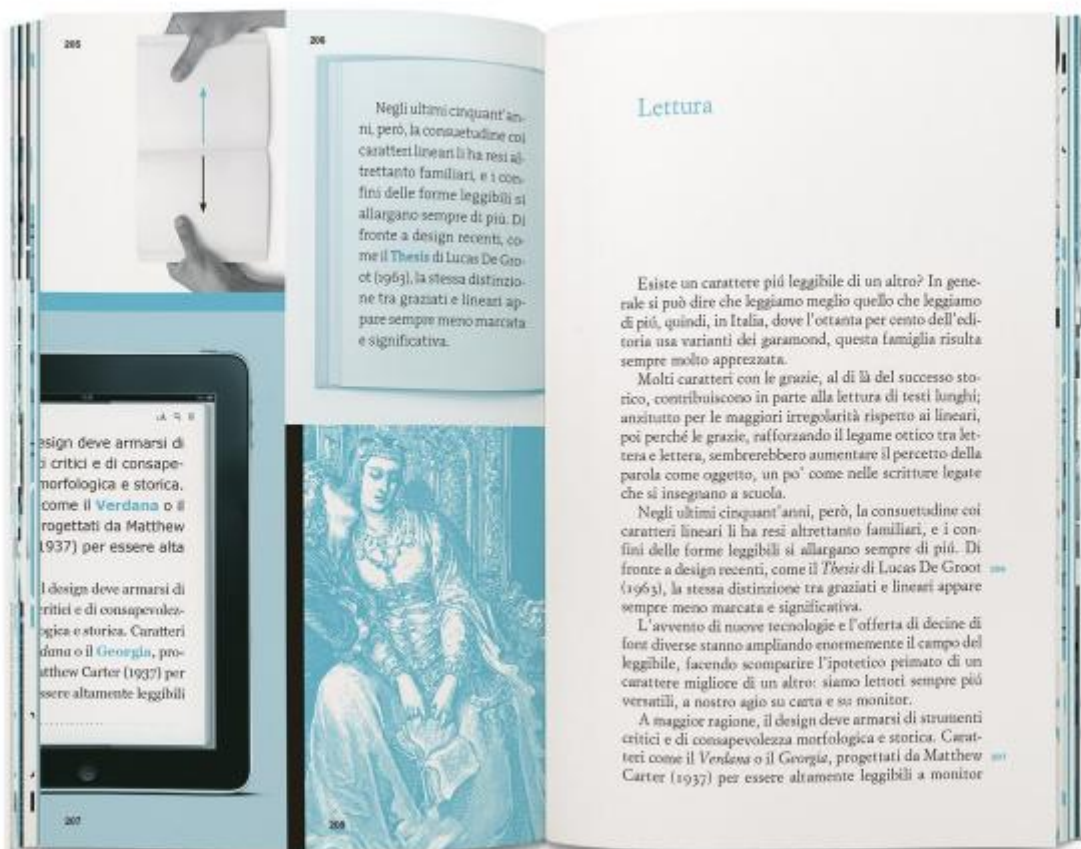 205
206
Negli ultimi cinquant'an-
ni, però, la consuetudine coi
caratteri lineari li ha resi al-
trettanto familiari, e i con-
fini delle forme leggibili si
allargano sempre di più. Di
fronte a design recenti, co-
me il Thesis di Lucas De Gro-
ot (1963), la stessa distinzio-
ne tra graziati e lineari ap-
pare sempre meno marcata
e significativa.
esign deve armarsi di
i critici e di consape-
morfologica e storica.
come il Verdana o il
rogettati da Matthew
1937) per essere alta
l design deve armarsi di
critici e di consapevolez-
ogica e storica. Caratteri
dana o il Georgia, pro-
atthew Carter (1937) per
ssere altamente leggibili
207
208
Lettura
Esiste un carattere piú leggibile di un altro? In gene-
rale si può dire che leggiamo meglio quello che leggiamo
di piú, quindi, in Italia, dove l'ottanta per cento dell'edi-
toria usa varianti dei garamond, questa famiglia risulta
sempre molto apprezzata.
Molti caratteri con le grazie, al di là del successo sto-
rico, contribuiscono in parte alla lettura di testi lunghi;
anzitutto per le maggiori irregolarità rispetto ai lineari,
poi perché le grazie, rafforzando il legame ottico tra let-
tera e lettera, sembrerebbero aumentare il percetto della
parola come oggetto, un po' come nelle scritture legate
che si insegnano a scuola.
Negli ultimi cinquant'anni, però, la consuetudine coi
caratteri lineari li ha resi altrettanto familiari, e i con-
fini delle forme leggibili si allargano sempre di piú. Di
fronte a design recenti, come il Thesis di Lucas De Groot 206
(1963), la stessa distinzione tra graziati e lineari appare
sempre meno marcata e significativa.
L'avvento di nuove tecnologie e l'offerta di decine di
font diverse stanno ampliando enormemente il campo del
leggibile, facendo scomparire l'ipotetico primato di un
carattere migliore di un altro: siamo lettori sempre piú
versatili, a nostro agio su carta e su monitor.
A maggior ragione, il design deve armarsi di strumenti
critici e di consapevolezza morfologica e storica. Carat-
teri come il Verdana o il Georgia, progettati da Matthew 207
Carter (1937) per essere altamente leggibili a monitor